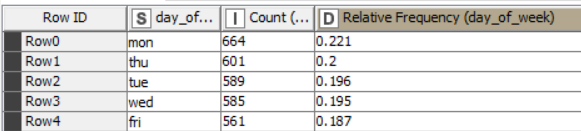 Row ID S day_of... I Count (... D Relative Frequency (day_of_week)
Row0 mon 664 0.221
Row1 thu 601 0.2
Row2 tue 589 0.196
Row3 wed 585 0.195
Row4 fri 561 0.187